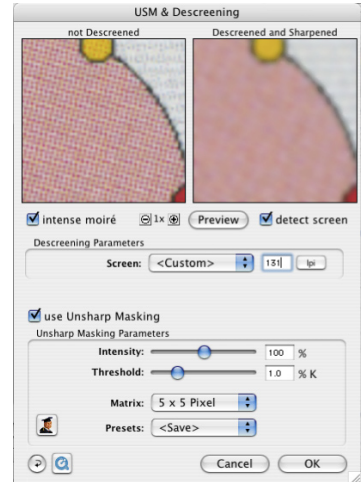 USM & Descreening
not Descreened Descreened and Sharpened
intense moiré 1x Preview detect screen
Descreening Parameters
Screen: <Custom> 131 lpi
use Unsharp Masking
Unsharp Masking Parameters
Intensity: 100 %
Threshold: 1.0 % K
Matrix: 5 x 5 Pixel
Presets: <Save>
Cancel OK